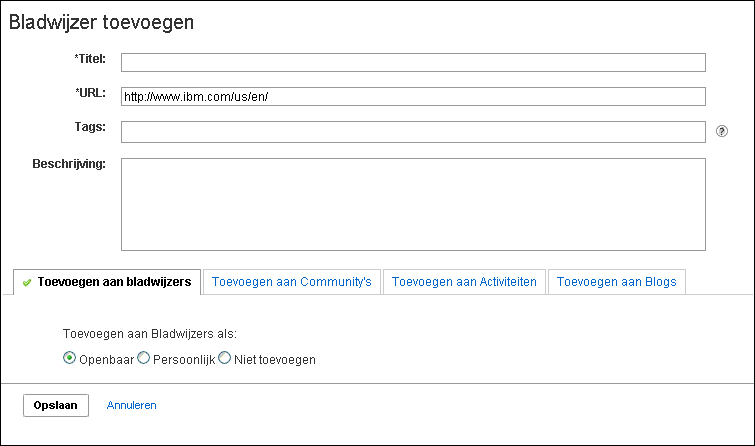 Bladwijzer toevoegen
*Titel:
*URL: http://www.ibm.com/us/en/
Tags: ?
Beschrijving:
Toevoegen aan bladwijzers Toevoegen aan Community's Toevoegen aan Activiteiten Toevoegen aan Blogs
Toevoegen aan Bladwijzers als:
Openbaar Persoonlijk Niet toevoegen
Opslaan Annuleren